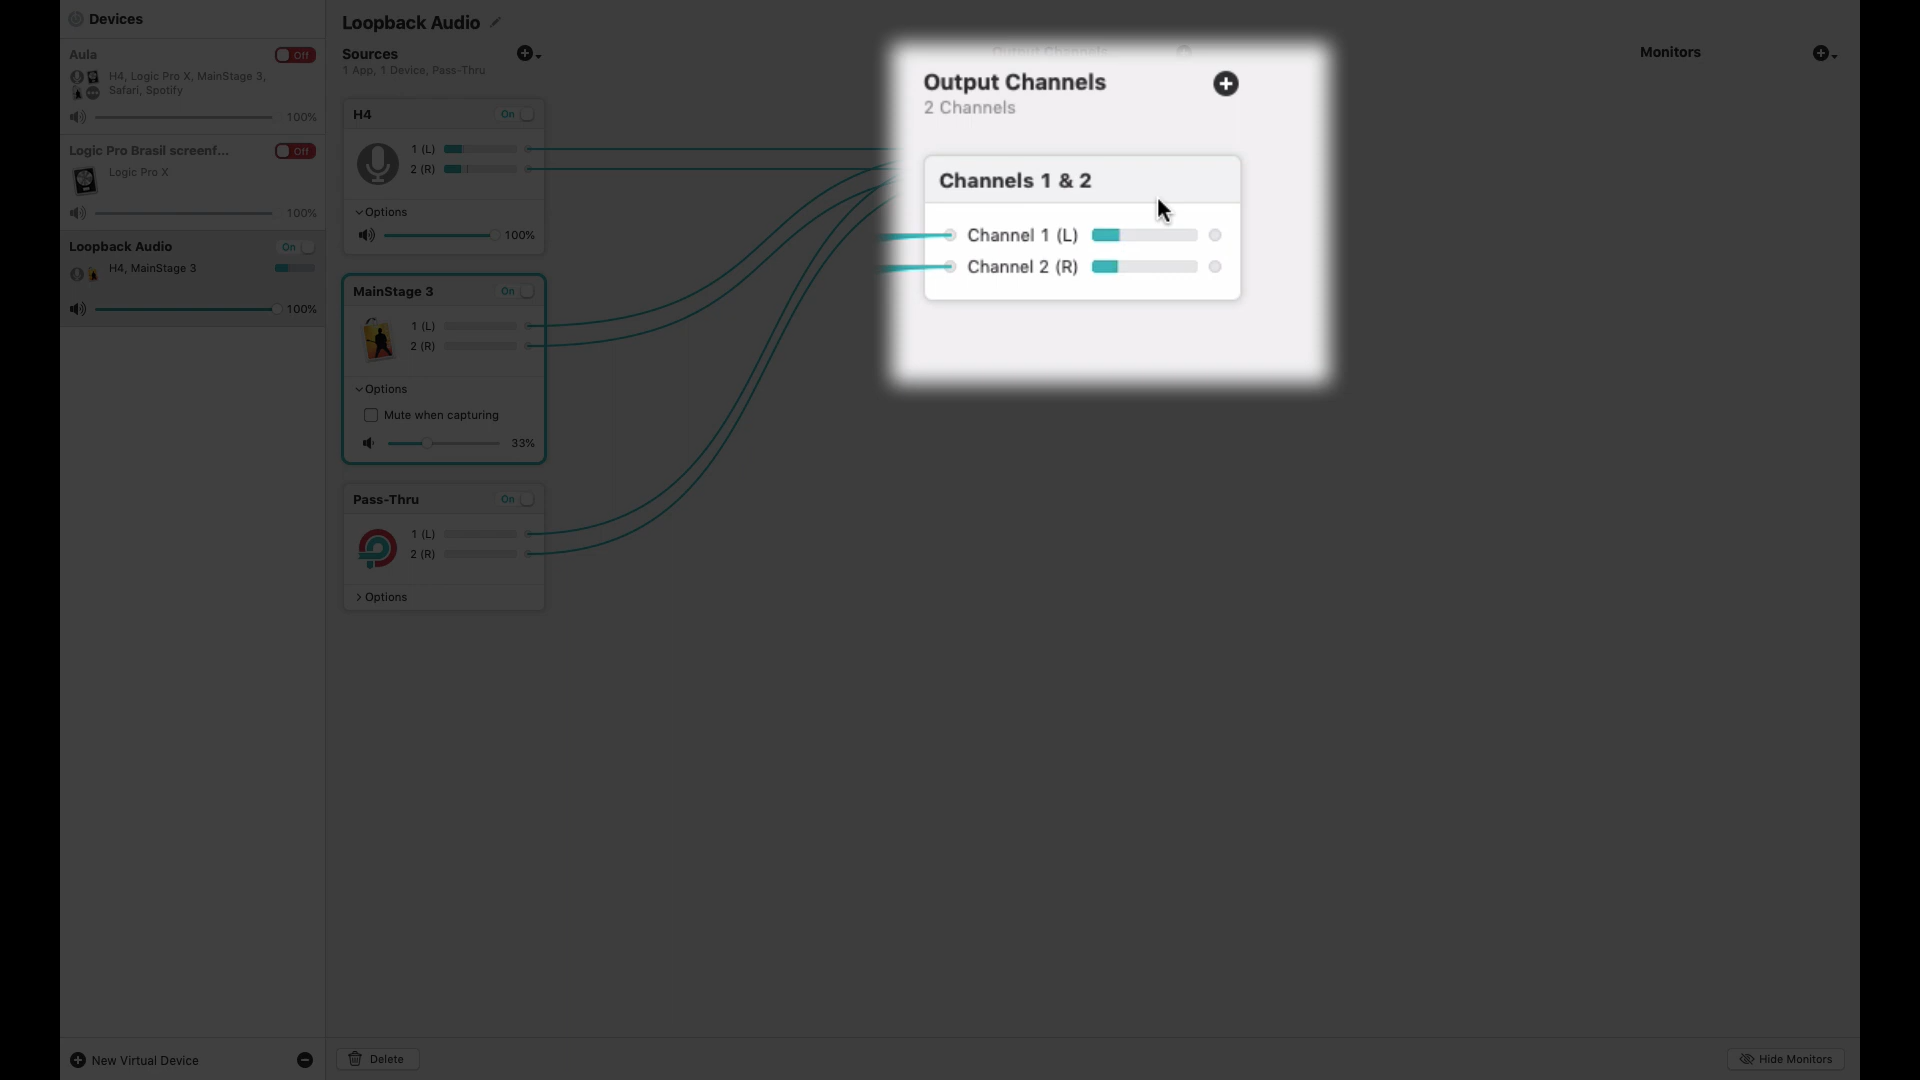 Devices
Aula
Off
H4, Logic Pro X, MainStage 3,
Safari, Spotify
100%
Logic Pro Brasil screenf...
Off
Logic Pro X
100%
Loopback Audio
On
H4, MainStage 3
100%
New Virtual Device
Loopback Audio
Sources
1 App, 1 Device, Pass-Thru
H4
On
1 (L)
2 (R)
Options
100%
MainStage 3
On
1 (L)
2 (R)
Options
Mute when capturing
33%
Pass-Thru
On
1 (L)
2 (R)
Options
Delete
Output Channels
Output Channels
2 Channels
Channels 1 & 2
Channel 1 (L)
Channel 2 (R)
Monitors
Hide Monitors